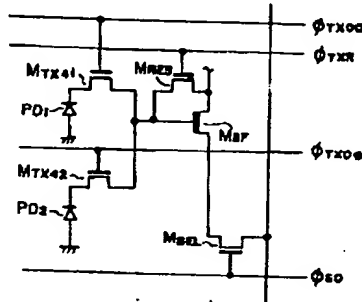 ΦTXOO
ΦTXR
MTX41
MRES
PD1
MSF
ΦTXOe
MTX42
PD2
MSEL
ΦSO